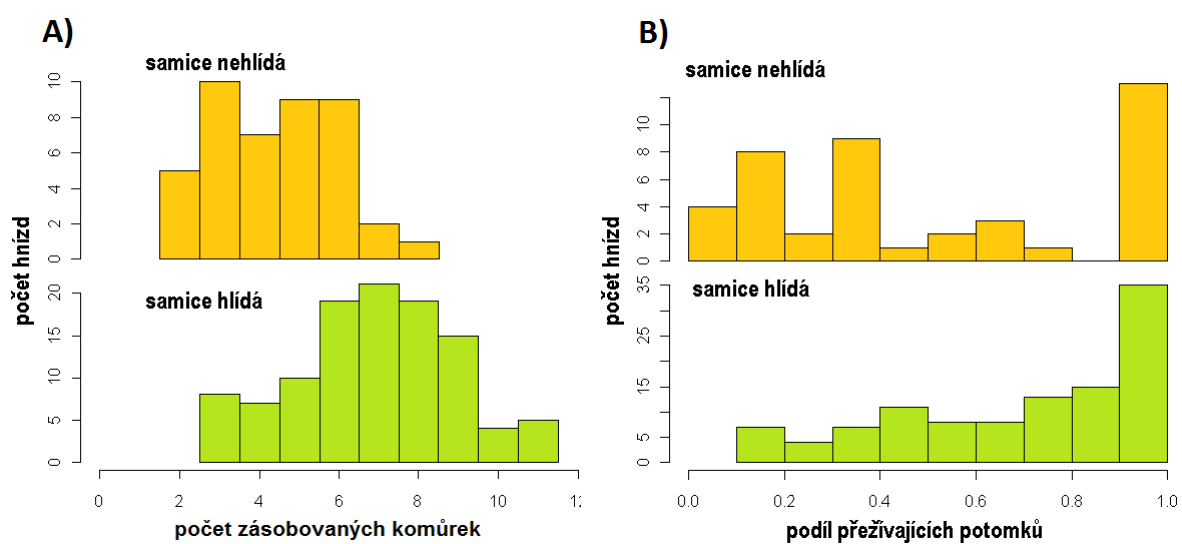 A)
samice nehlídá
0 2 4 6 8 10
samice hlídá
0 5 10 15 20
počet hnízd
0 2 4 6 8 10 1:
počet zásobovaných komůrek
B)
samice nehlídá
0 2 4 6 8 10
samice hlídá
5 15 25 35
počet hnízd
0.0 0.2 0.4 0.6 0.8 1.0
podíl přežívajících potomků